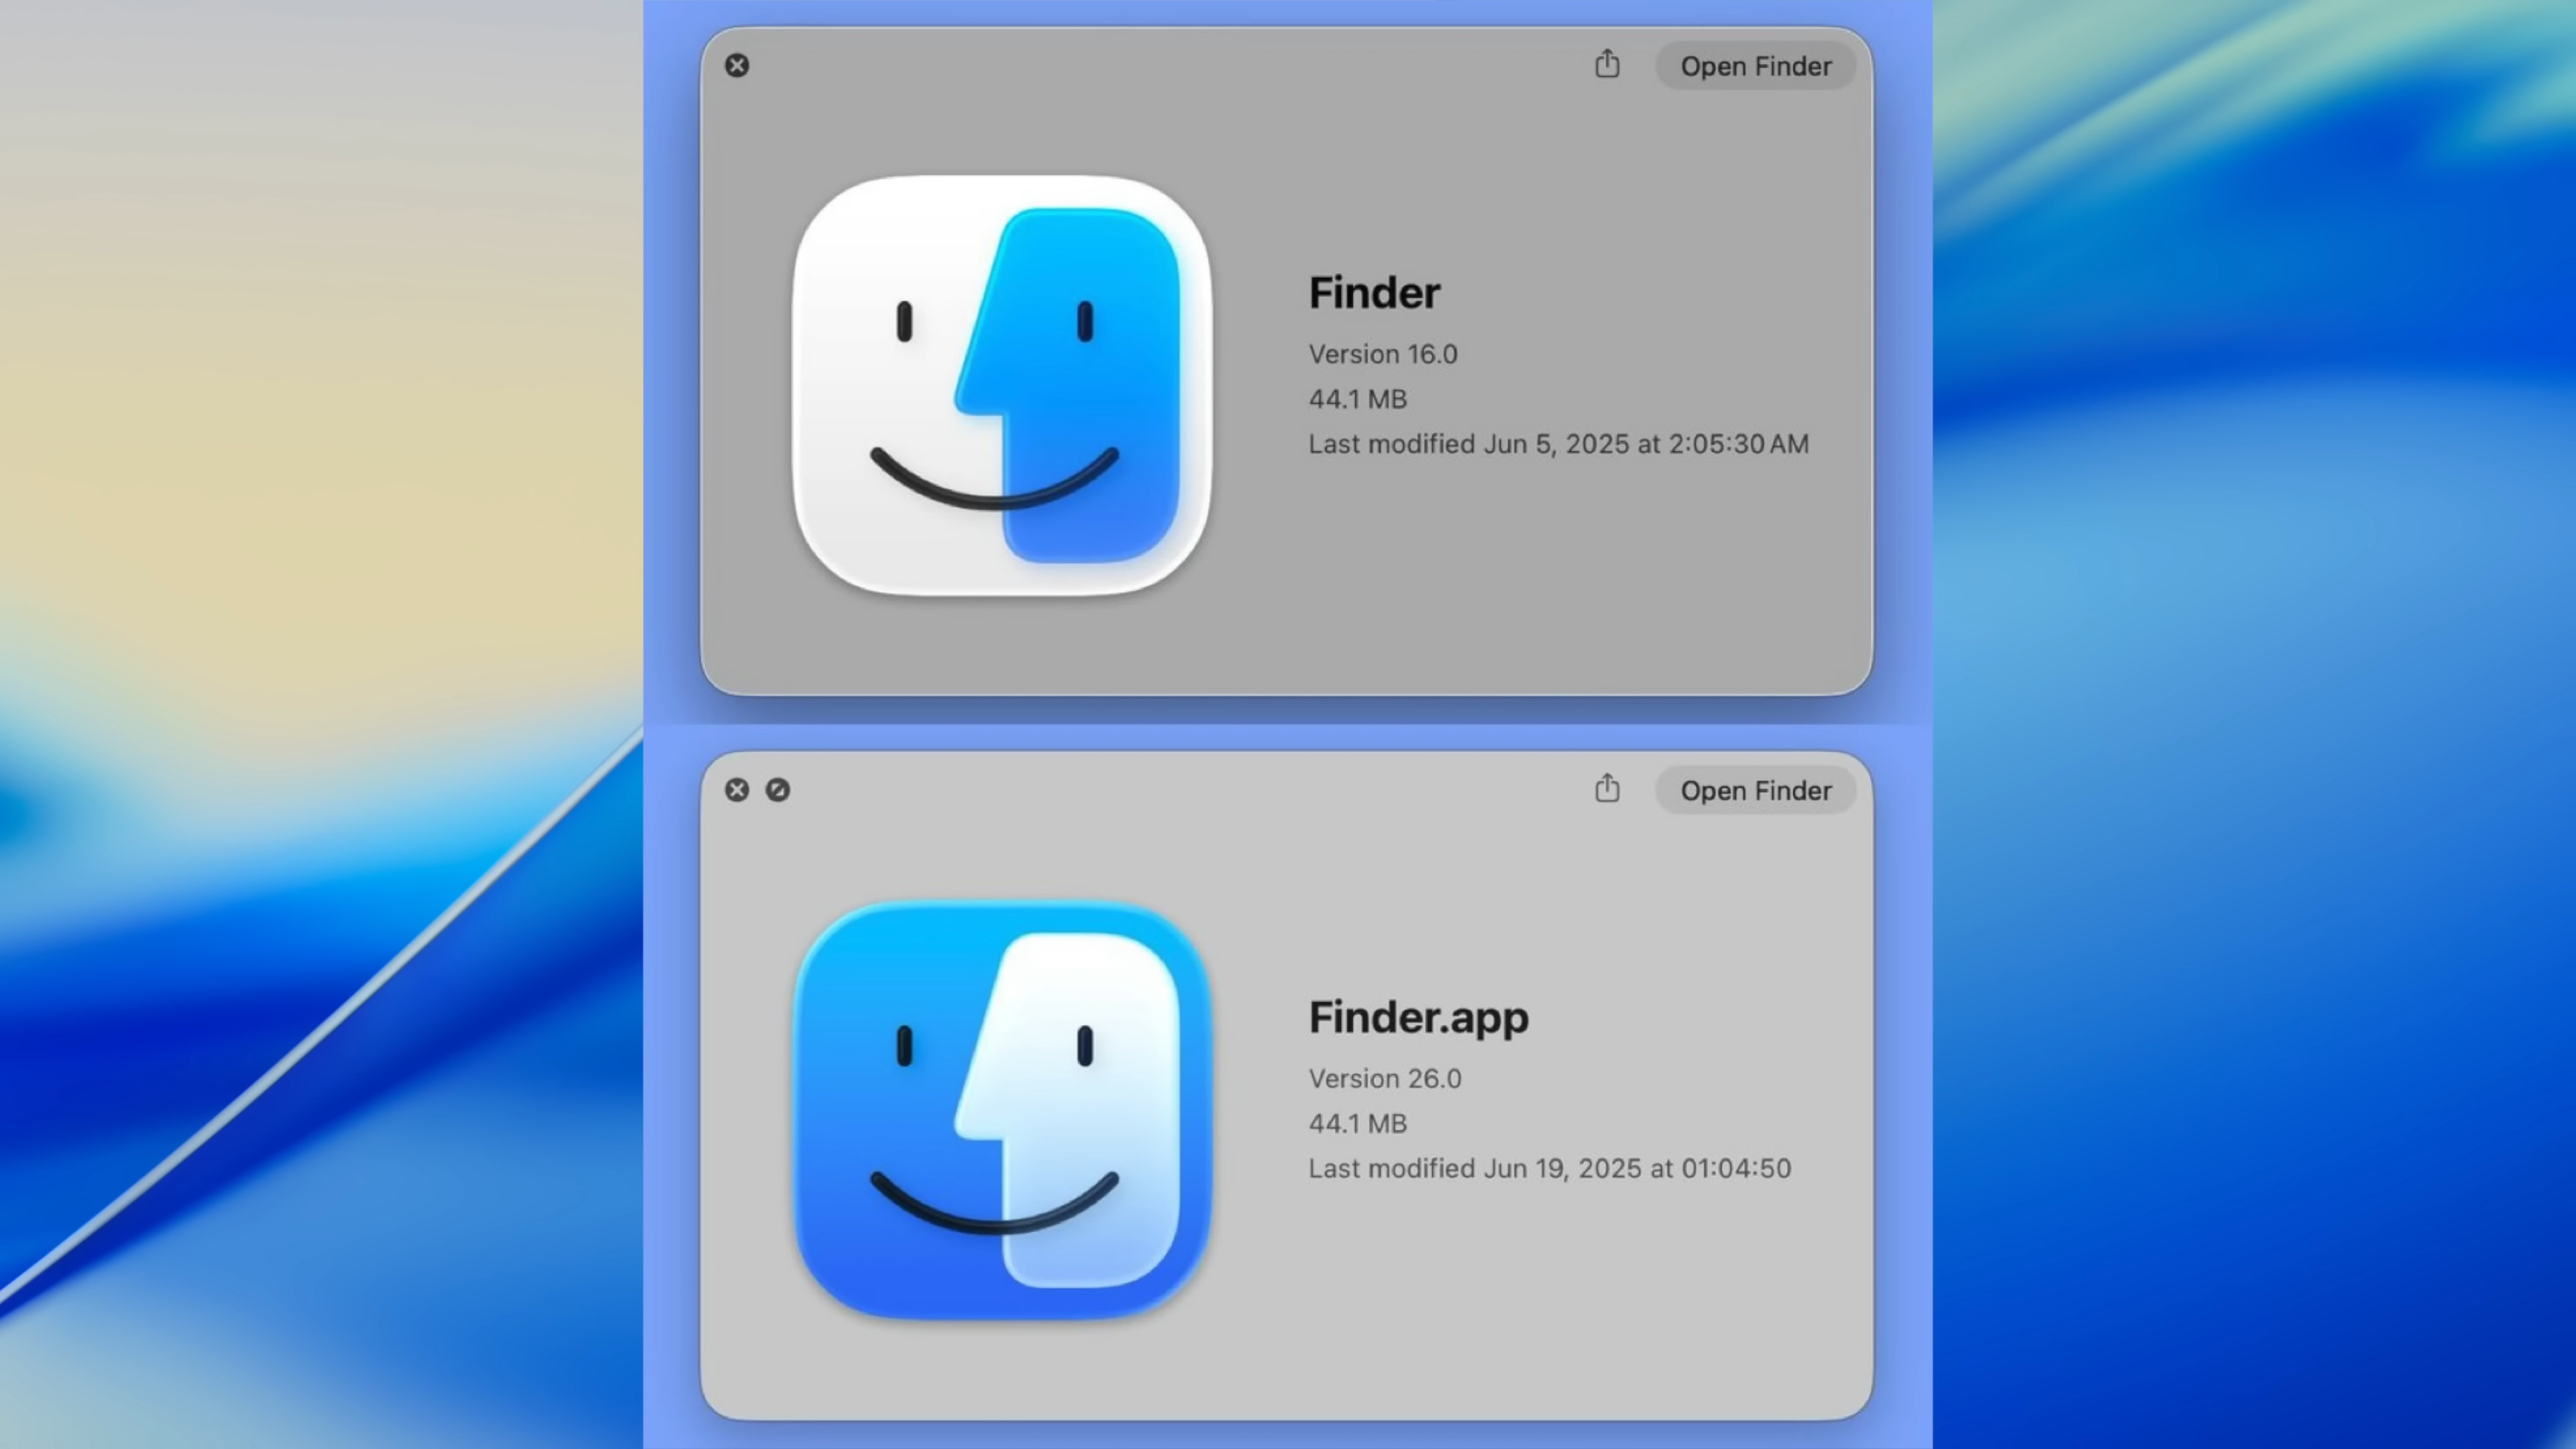 Open Finder
Finder
Version 16.0
44.1 MB
Last modified Jun 5, 2025 at 2:05:30 AM
Open Finder
Finder.app
Version 26.0
44.1 MB
Last modified Jun 19, 2025 at 01:04:50